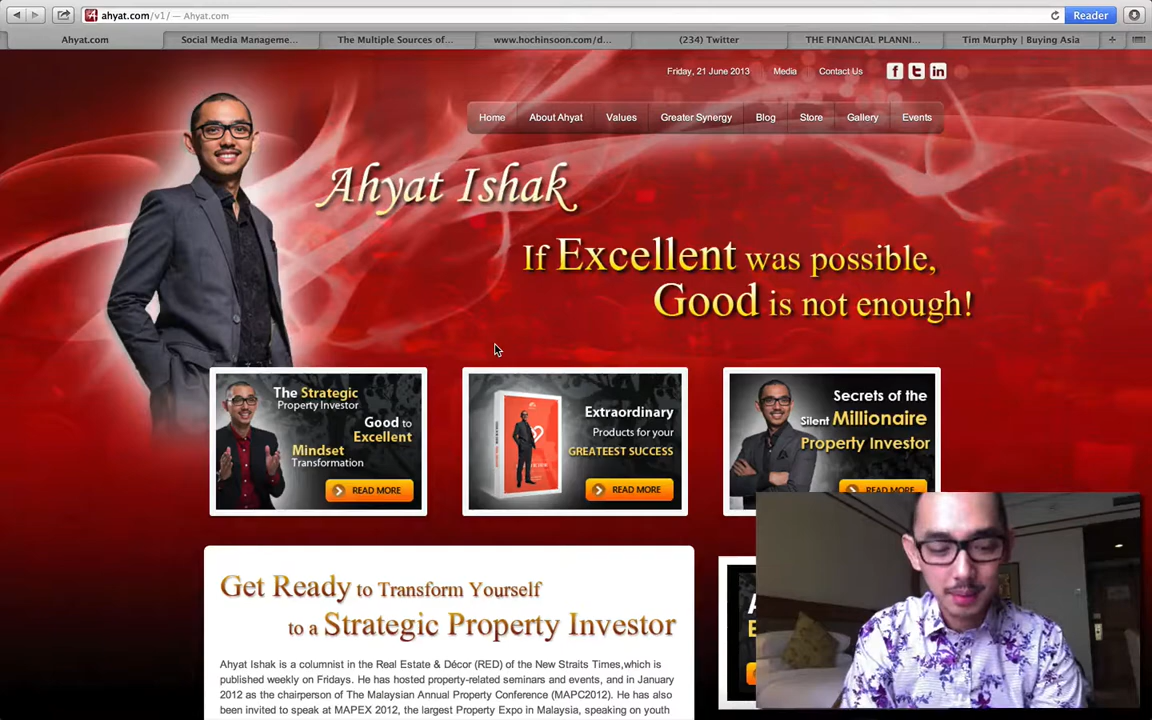 ahyat.com/v1/ — Ahyat.com
Reader
Ahyat.com
Social Media Manageme...
The Multiple Sources of...
www.hochinsoon.com/d...
(234) Twitter
THE FINANCIAL PLANNI...
Tim Murphy | Buying Asia
Friday, 21 June 2013
Media
Contact Us
Home
About Ahyat
Values
Greater Synergy
Blog
Store
Gallery
Events
Ahyat Ishak
If Excellent was possible,
Good is not enough!
The Strategic
Property Investor
Good to
Excellent
Mindset
Transformation
READ MORE
Extraordinary
Products for your
GREATEEST SUCCESS
READ MORE
Secrets of the
Silent Millionaire
Property Investor
READ MORE
Get Ready to Transform Yourself
to a Strategic Property Investor
Ahyat Ishak is a columnist in the Real Estate & Décor (RED) of the New Straits Times,which is
published weekly on Fridays. He has hosted property-related seminars and events, and in January
2012 as the chairperson of The Malaysian Annual Property Conference (MAPC2012). He has also
been invited to speak at MAPEX 2012, the largest Property Expo in Malaysia, speaking on youth